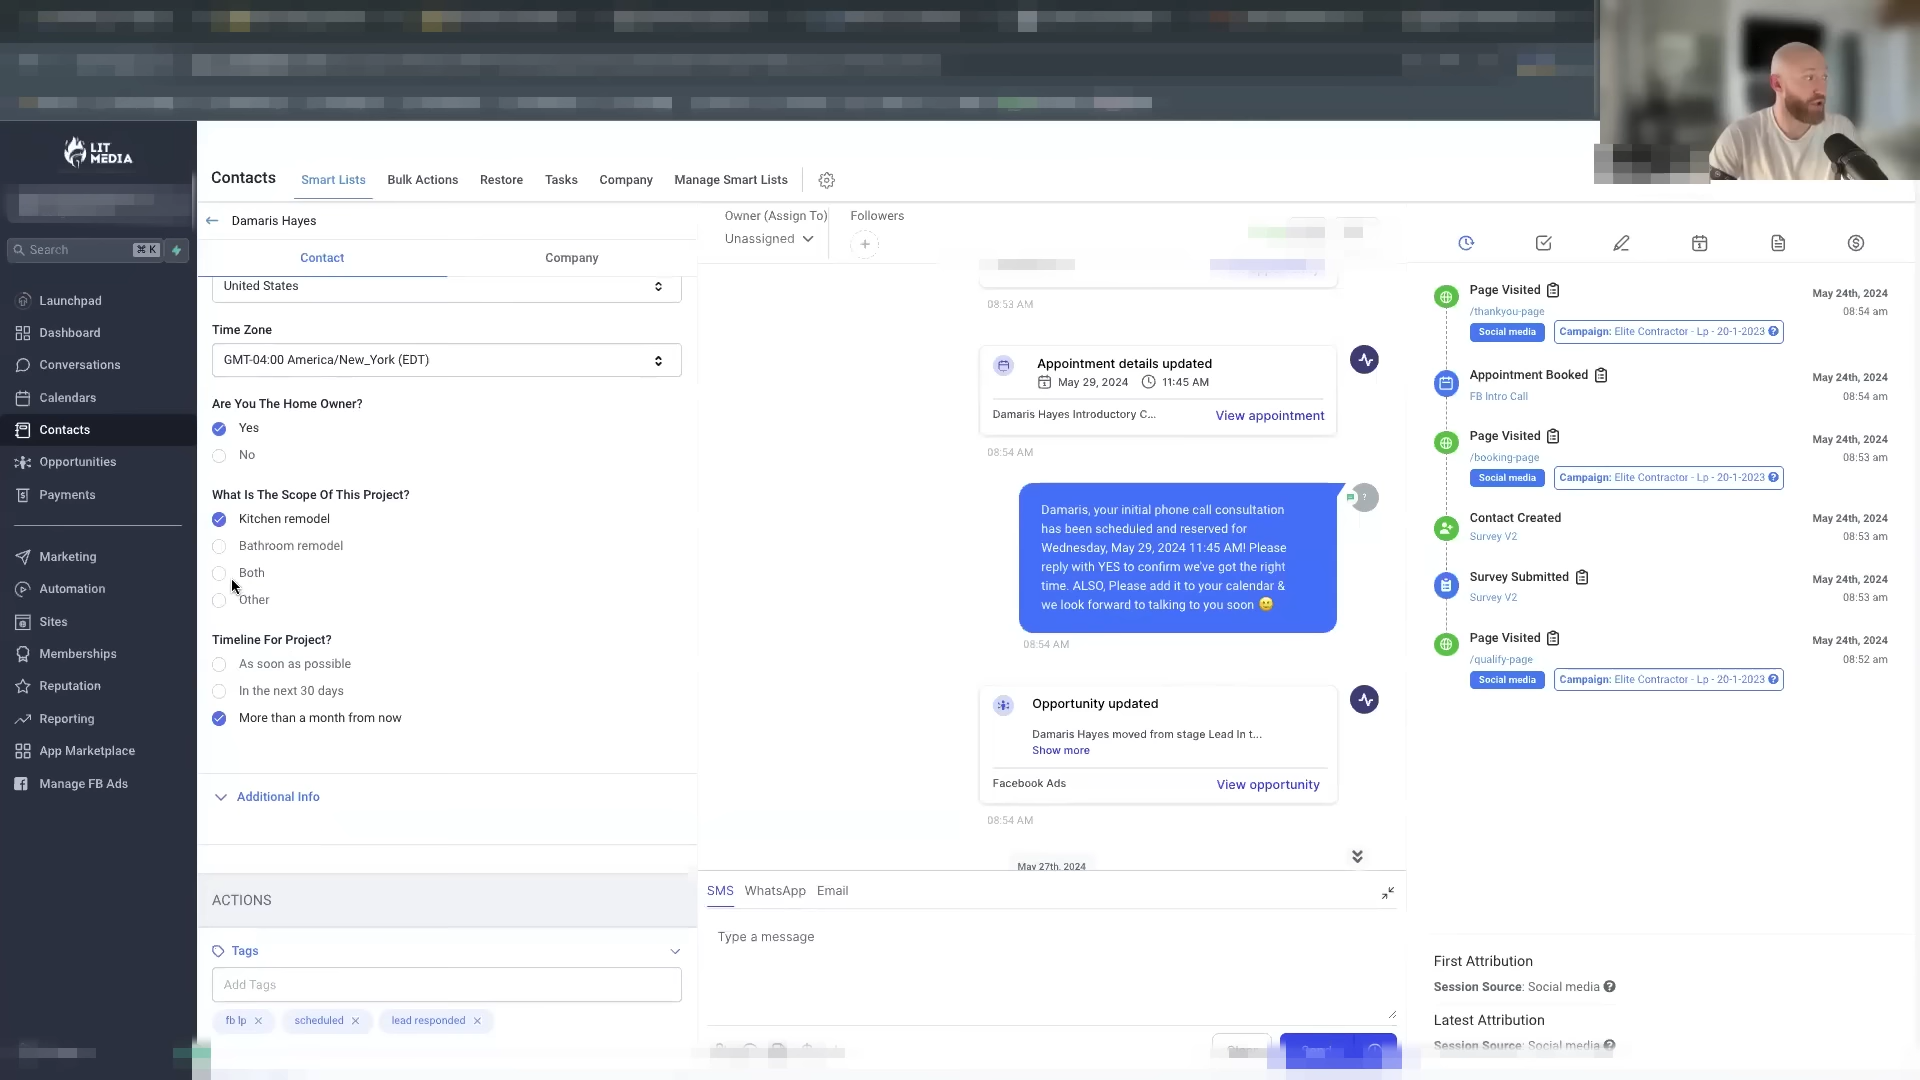 LIT
MEDIA
Search
⌘ K
Launchpad
Dashboard
Conversations
Calendars
Contacts
Opportunities
Payments
Marketing
Automation
Sites
Memberships
Reputation
Reporting
App Marketplace
Manage FB Ads
Contacts
Smart Lists
Bulk Actions
Restore
Tasks
Company
Manage Smart Lists
Damaris Hayes
Contact
Company
United States
Time Zone
GMT-04:00 America/New_York (EDT)
Are You The Home Owner?
Yes
No
What Is The Scope Of This Project?
Kitchen remodel
Bathroom remodel
Both
Other
Timeline For Project?
As soon as possible
In the next 30 days
More than a month from now
Additional Info
ACTIONS
Tags
Add Tags
fb lp
scheduled
lead responded
Owner (Assign To)
Unassigned
Followers
08:53 AM
Appointment details updated
May 29, 2024
11:45 AM
Damaris Hayes Introductory C...
View appointment
08:54 AM
Damaris, your initial phone call consultation
has been scheduled and reserved for
Wednesday, May 29, 2024 11:45 AM! Please
reply with YES to confirm we've got the right
time. ALSO, Please add it to your calendar &
we look forward to talking to you soon 😉
?
08:54 AM
Opportunity updated
Damaris Hayes moved from stage Lead In t...
Show more
Facebook Ads
View opportunity
08:54 AM
May 27th, 2024
SMS
WhatsApp
Email
Type a message
Page Visited
May 24th, 2024
/thankyou-page
08:54 am
Social media
Campaign: Elite Contractor - Lp - 20-1-2023
Appointment Booked
May 24th, 2024
FB Intro Call
08:54 am
Page Visited
May 24th, 2024
/booking-page
08:53 am
Social media
Campaign: Elite Contractor - Lp - 20-1-2023
Contact Created
May 24th, 2024
Survey V2
08:53 am
Survey Submitted
May 24th, 2024
Survey V2
08:53 am
Page Visited
May 24th, 2024
/qualify-page
08:52 am
Social media
Campaign: Elite Contractor - Lp - 20-1-2023
First Attribution
Session Source: Social media
Latest Attribution
Session Source: Social media